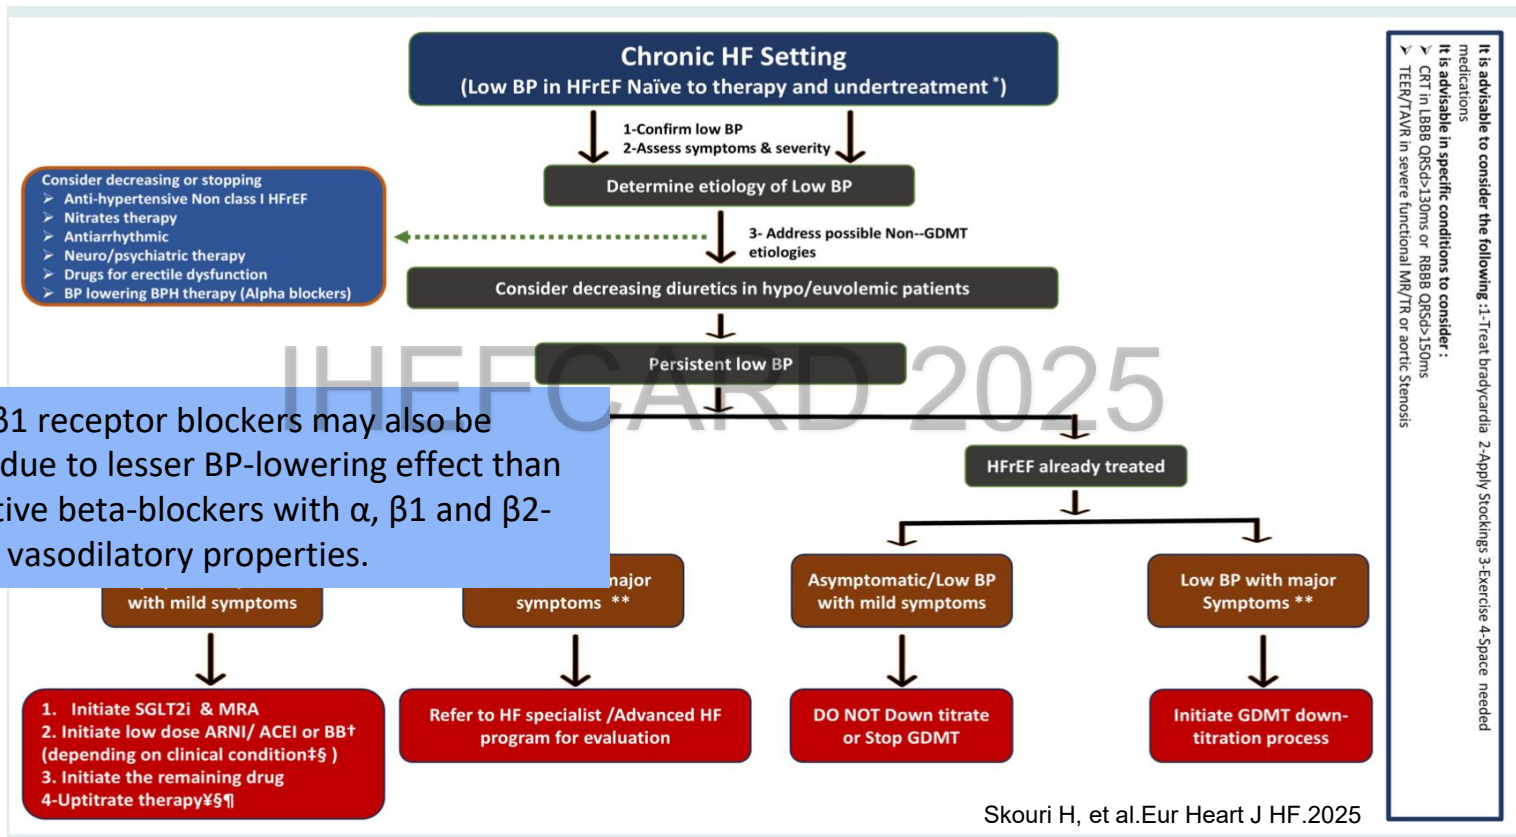 Chronic HF Setting
(Low BP in HFrEF Naïve to therapy and undertreatment *)
1-Confirm low BP
2-Assess symptoms & severity
Determine etiology of Low BP
3- Address possible Non--GDMT
etiologies
Consider decreasing or stopping
➢ Anti-hypertensive Non class I HFrEF
➢ Nitrates therapy
➢ Antiarrhythmic
➢ Neuro/psychiatric therapy
➢ Drugs for erectile dysfunction
➢ BP lowering BPH therapy (Alpha blockers)
Consider decreasing diuretics in hypo/euvolemic patients
Persistent low BP
IHEFCARD 2025
β1 receptor blockers may also be
due to lesser BP-lowering effect than
tive beta-blockers with α, β1 and β2-
vasodilatory properties.
HFrEF already treated
with mild symptoms
major
symptoms **
Asymptomatic/Low BP
with mild symptoms
Low BP with major
Symptoms **
1. Initiate SGLT2i & MRA
2. Initiate low dose ARNI/ ACEI or BB†
(depending on clinical condition‡§ )
3. Initiate the remaining drug
4-Uptitrate therapy¥§¶
Refer to HF specialist /Advanced HF
program for evaluation
DO NOT Down titrate
or Stop GDMT
Initiate GDMT down-
titration process
It is advisable to consider the following :1-Treat bradycardia 2-Apply Stockings 3-Exercise 4-Space needed
medications
It is advisable in specific conditions to consider :
➢ CRT in LBBB QRSd>130ms or RBBB QRSd>150ms
➢ TEER/TAVR in severe functional MR/TR or aortic Stenosis
Skouri H, et al.Eur Heart J HF.2025